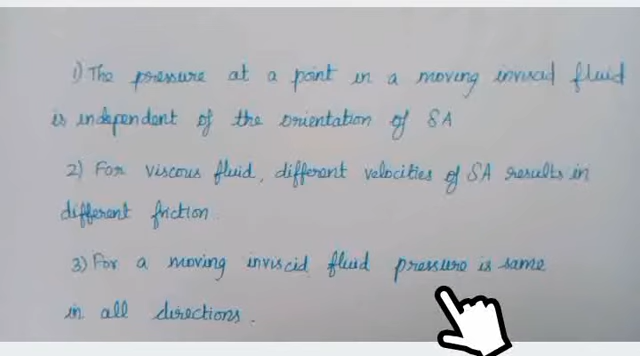 1) The pressure at a point in a moving inviscid fluid
is independent of the orientation of δA
2) For viscous fluid, different velocities of δA results in
different friction.
3) For a moving inviscid fluid pressure is same
in all directions.